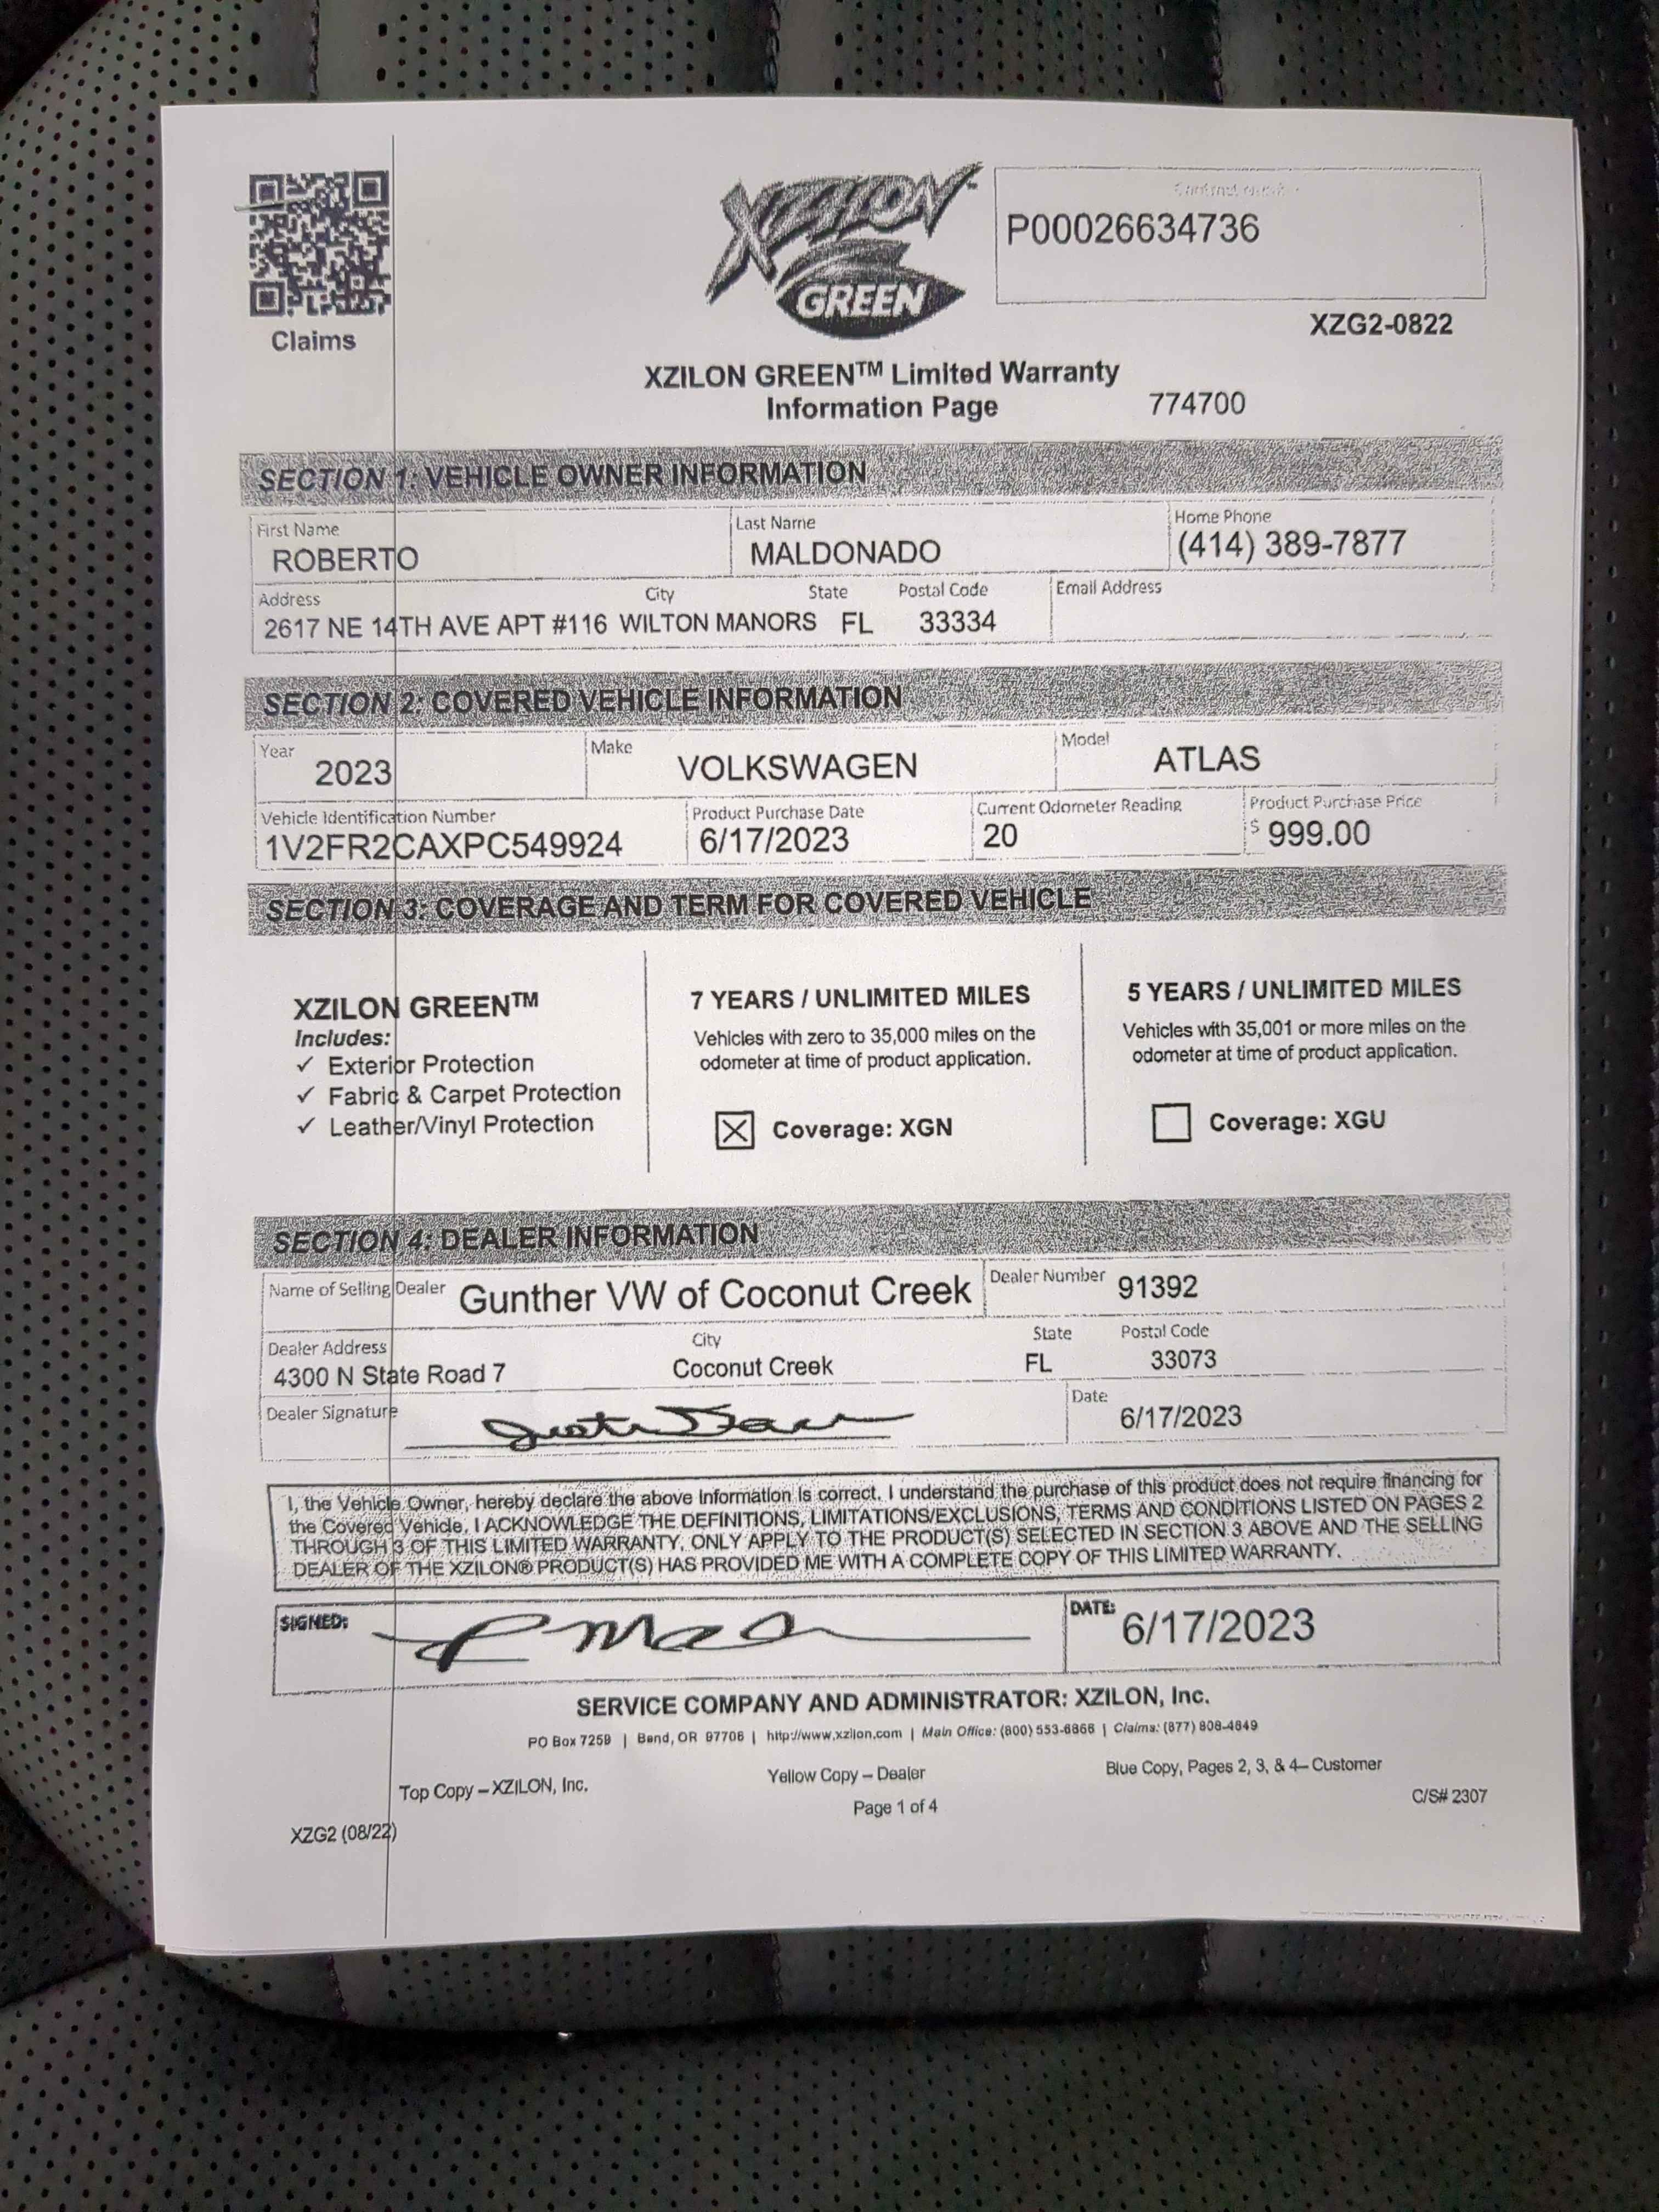 XZILON
GREEN
P00026634736
Claims
XZG2-0822
XZILON GREEN™ Limited Warranty
Information Page 774700
SECTION 1: VEHICLE OWNER INFORMATION
First Name Last Name Home Phone
ROBERTO MALDONADO (414) 389-7877
Address City State Postal Code Email Address
2617 NE 14TH AVE APT #116 WILTON MANORS FL 33334
SECTION 2: COVERED VEHICLE INFORMATION
Year 2023 Make VOLKSWAGEN Model ATLAS
Vehicle Identification Number Product Purchase Date Current Odometer Reading Product Purchase Price
1V2FR2CAXPC549924 6/17/2023 20 $ 999.00
SECTION 3: COVERAGE AND TERM FOR COVERED VEHICLE
XZILON GREEN™
Includes:
✓ Exterior Protection
✓ Fabric & Carpet Protection
✓ Leather/Vinyl Protection
7 YEARS / UNLIMITED MILES
Vehicles with zero to 35,000 miles on the
odometer at time of product application.
☒ Coverage: XGN
5 YEARS / UNLIMITED MILES
Vehicles with 35,001 or more miles on the
odometer at time of product application.
☐ Coverage: XGU
SECTION 4: DEALER INFORMATION
Name of Selling Dealer Gunther VW of Coconut Creek Dealer Number 91392
Dealer Address City State Postal Code
4300 N State Road 7 Coconut Creek FL 33073
Dealer Signature Date
6/17/2023
I, the Vehicle Owner, hereby declare the above information is correct. I understand the purchase of this product does not require financing for
the Covered Vehicle. I ACKNOWLEDGE THE DEFINITIONS, LIMITATIONS/EXCLUSIONS, TERMS AND CONDITIONS LISTED ON PAGES 2
THROUGH 3 OF THIS LIMITED WARRANTY, ONLY APPLY TO THE PRODUCT(S) SELECTED IN SECTION 3 ABOVE AND THE SELLING
DEALER OF THE XZILON® PRODUCT(S) HAS PROVIDED ME WITH A COMPLETE COPY OF THIS LIMITED WARRANTY.
SIGNED: DATE: 6/17/2023
SERVICE COMPANY AND ADMINISTRATOR: XZILON, Inc.
PO Box 7259 | Bend, OR 97708 | http://www.xzilon.com | Main Office: (800) 553-6866 | Claims: (877) 808-4849
Top Copy – XZILON, Inc. Yellow Copy – Dealer Blue Copy, Pages 2, 3, & 4– Customer
Page 1 of 4
C/S# 2307
XZG2 (08/22)